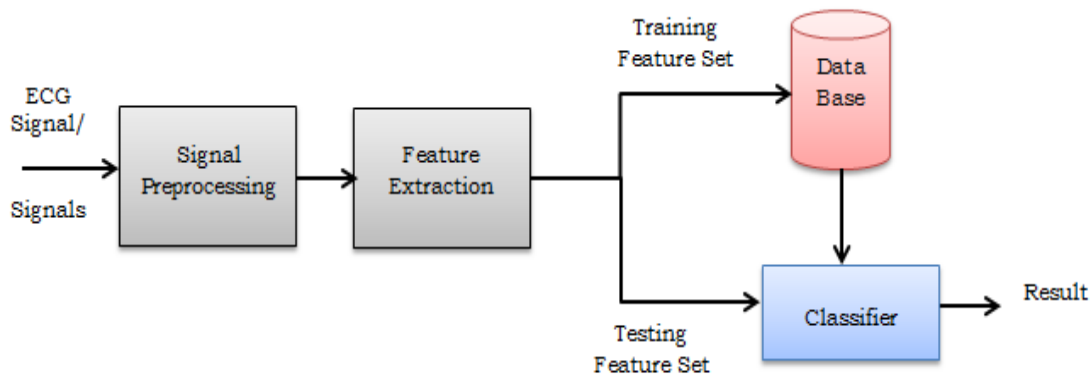 ECG
Signal/
Signals
Signal
Preprocessing
Feature
Extraction
Training
Feature Set
Data
Base
Testing
Feature Set
Classifier
Result